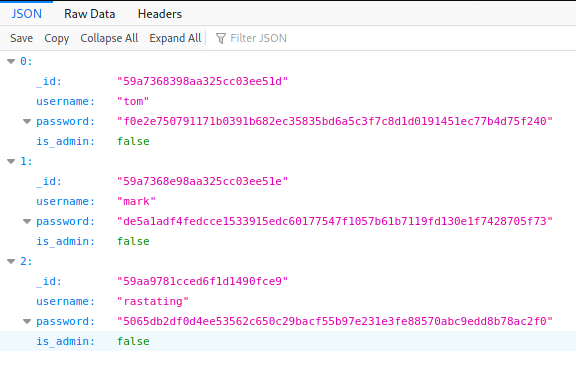 JSON Raw Data Headers
Save Copy Collapse All Expand All Filter JSON
0:
_id: "59a7368398aa325cc03ee51d"
username: "tom"
password: "f0e2e750791171b0391b682ec35835bd6a5c3f7c8d1d0191451ec77b4d75f240"
is_admin: false
1:
_id: "59a7368e98aa325cc03ee51e"
username: "mark"
password: "de5a1adf4fedcce1533915edc60177547f1057b61b7119fd130e1f7428705f73"
is_admin: false
2:
_id: "59aa9781cced6f1d1490fce9"
username: "rastating"
password: "5065db2df0d4ee53562c650c29bacf55b97e231e3fe88570abc9edd8b78ac2f0"
is_admin: false